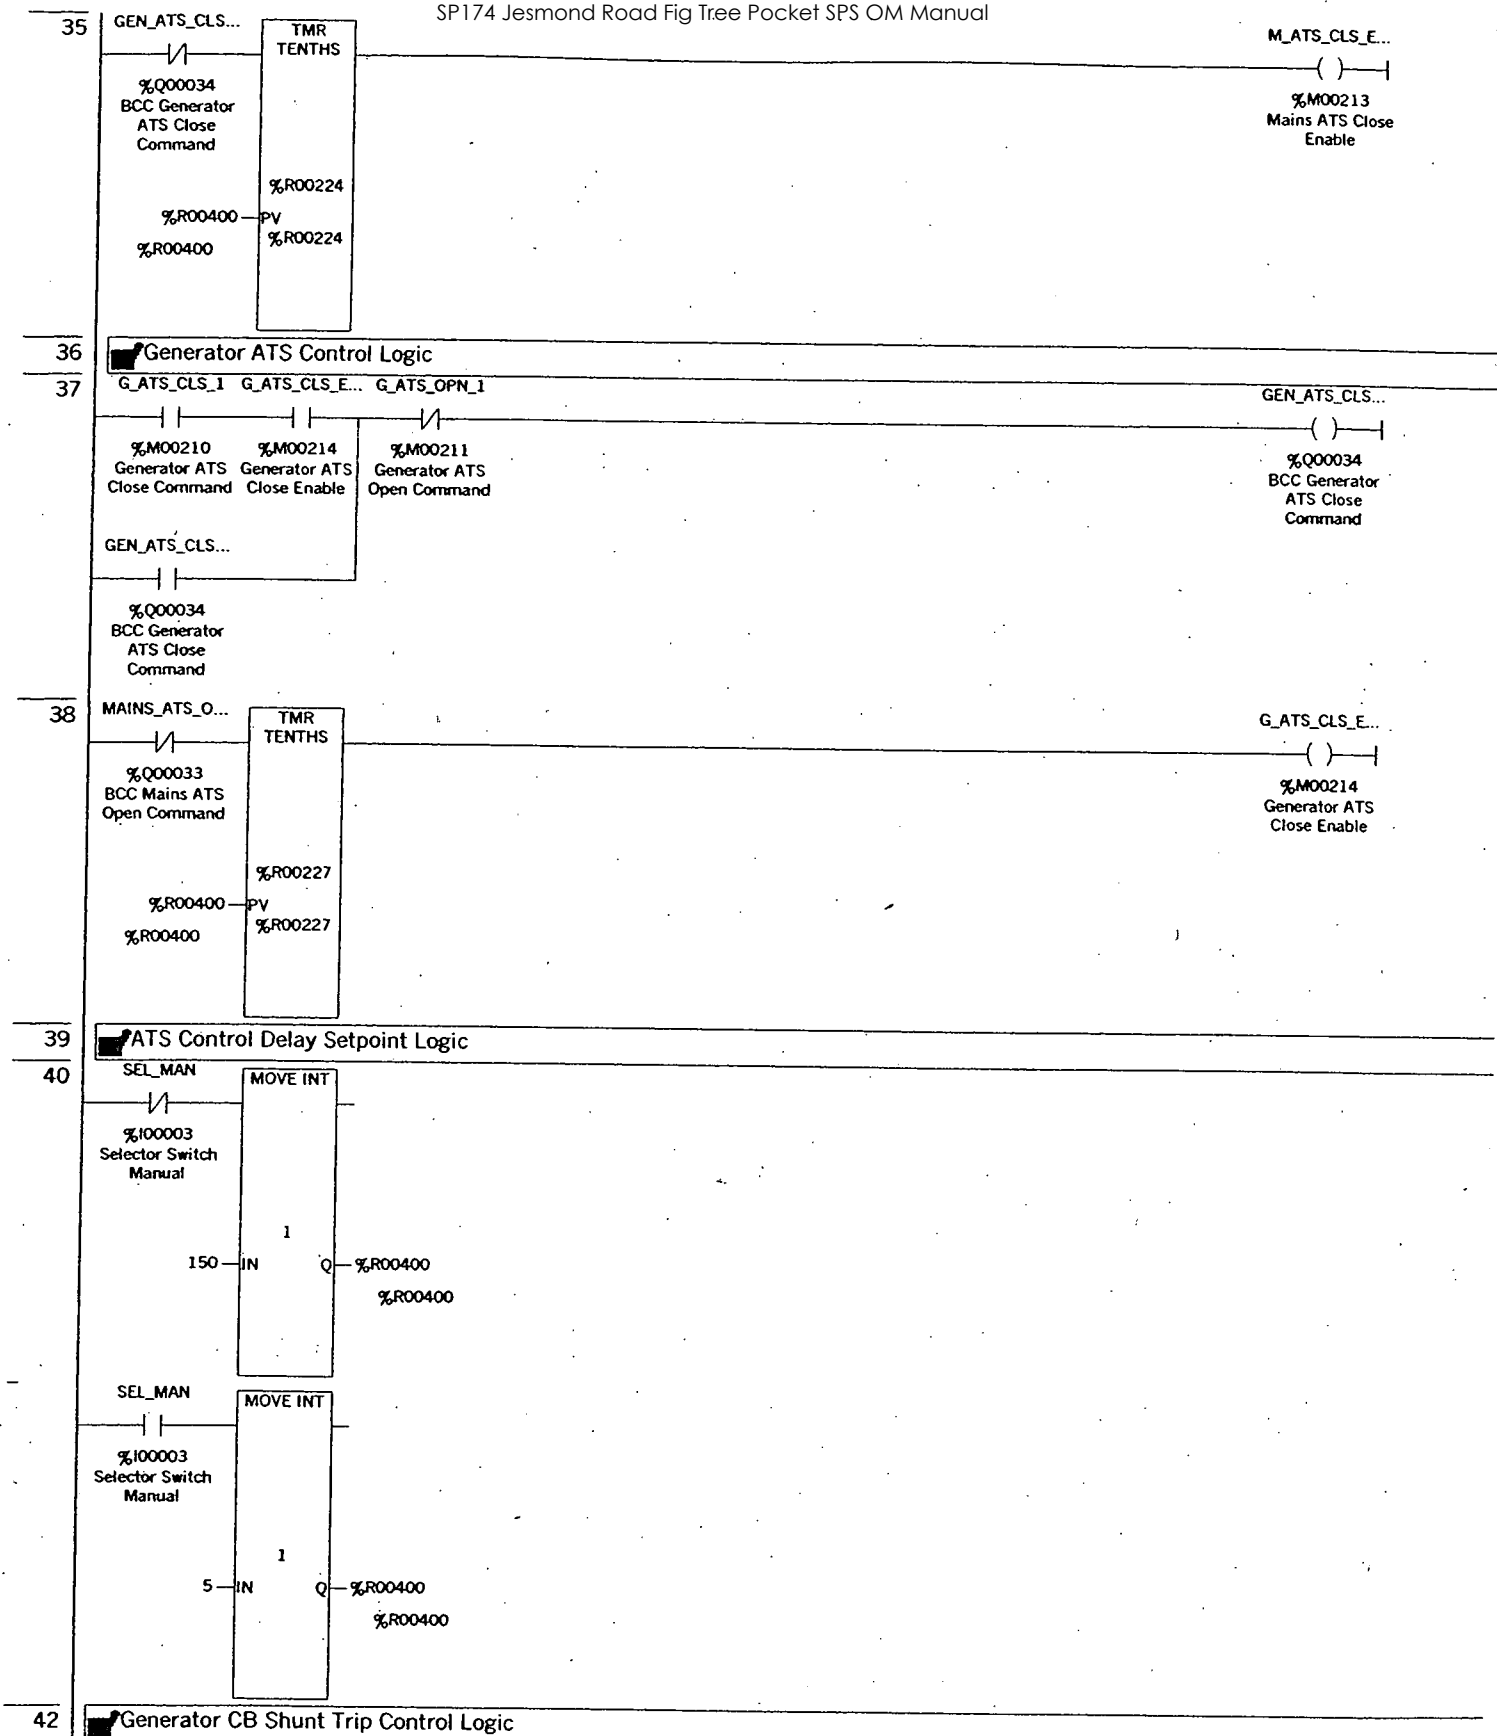 SP174 Jesmond Road Fig Tree Pocket SPS OM Manual
35
GEN_ATS_CLS...
TMR
TENTHS
M_ATS_CLS_E...
%Q00034
BCC Generator
ATS Close
Command
%M00213
Mains ATS Close
Enable
%R00224
%R00400
PV
%R00224
%R00400
36
Generator ATS Control Logic
37
G_ATS_CLS_1 G_ATS_CLS_E... G_ATS_OPN_1
GEN_ATS_CLS...
%M00210
Generator ATS
Close Command
%M00214
Generator ATS
Close Enable
%M00211
Generator ATS
Open Command
%Q00034
BCC Generator
ATS Close
Command
GEN_ATS_CLS...
%Q00034
BCC Generator
ATS Close
Command
38
MAINS_ATS_O...
TMR
TENTHS
G_ATS_CLS_E...
%Q00033
BCC Mains ATS
Open Command
%M00214
Generator ATS
Close Enable
%R00227
%R00400
PV
%R00227
%R00400
39
ATS Control Delay Setpoint Logic
40
SEL_MAN
MOVE INT
%I00003
Selector Switch
Manual
1
150
IN
Q
%R00400
%R00400
SEL_MAN
MOVE INT
%I00003
Selector Switch
Manual
1
5
IN
Q
%R00400
%R00400
42
Generator CB Shunt Trip Control Logic